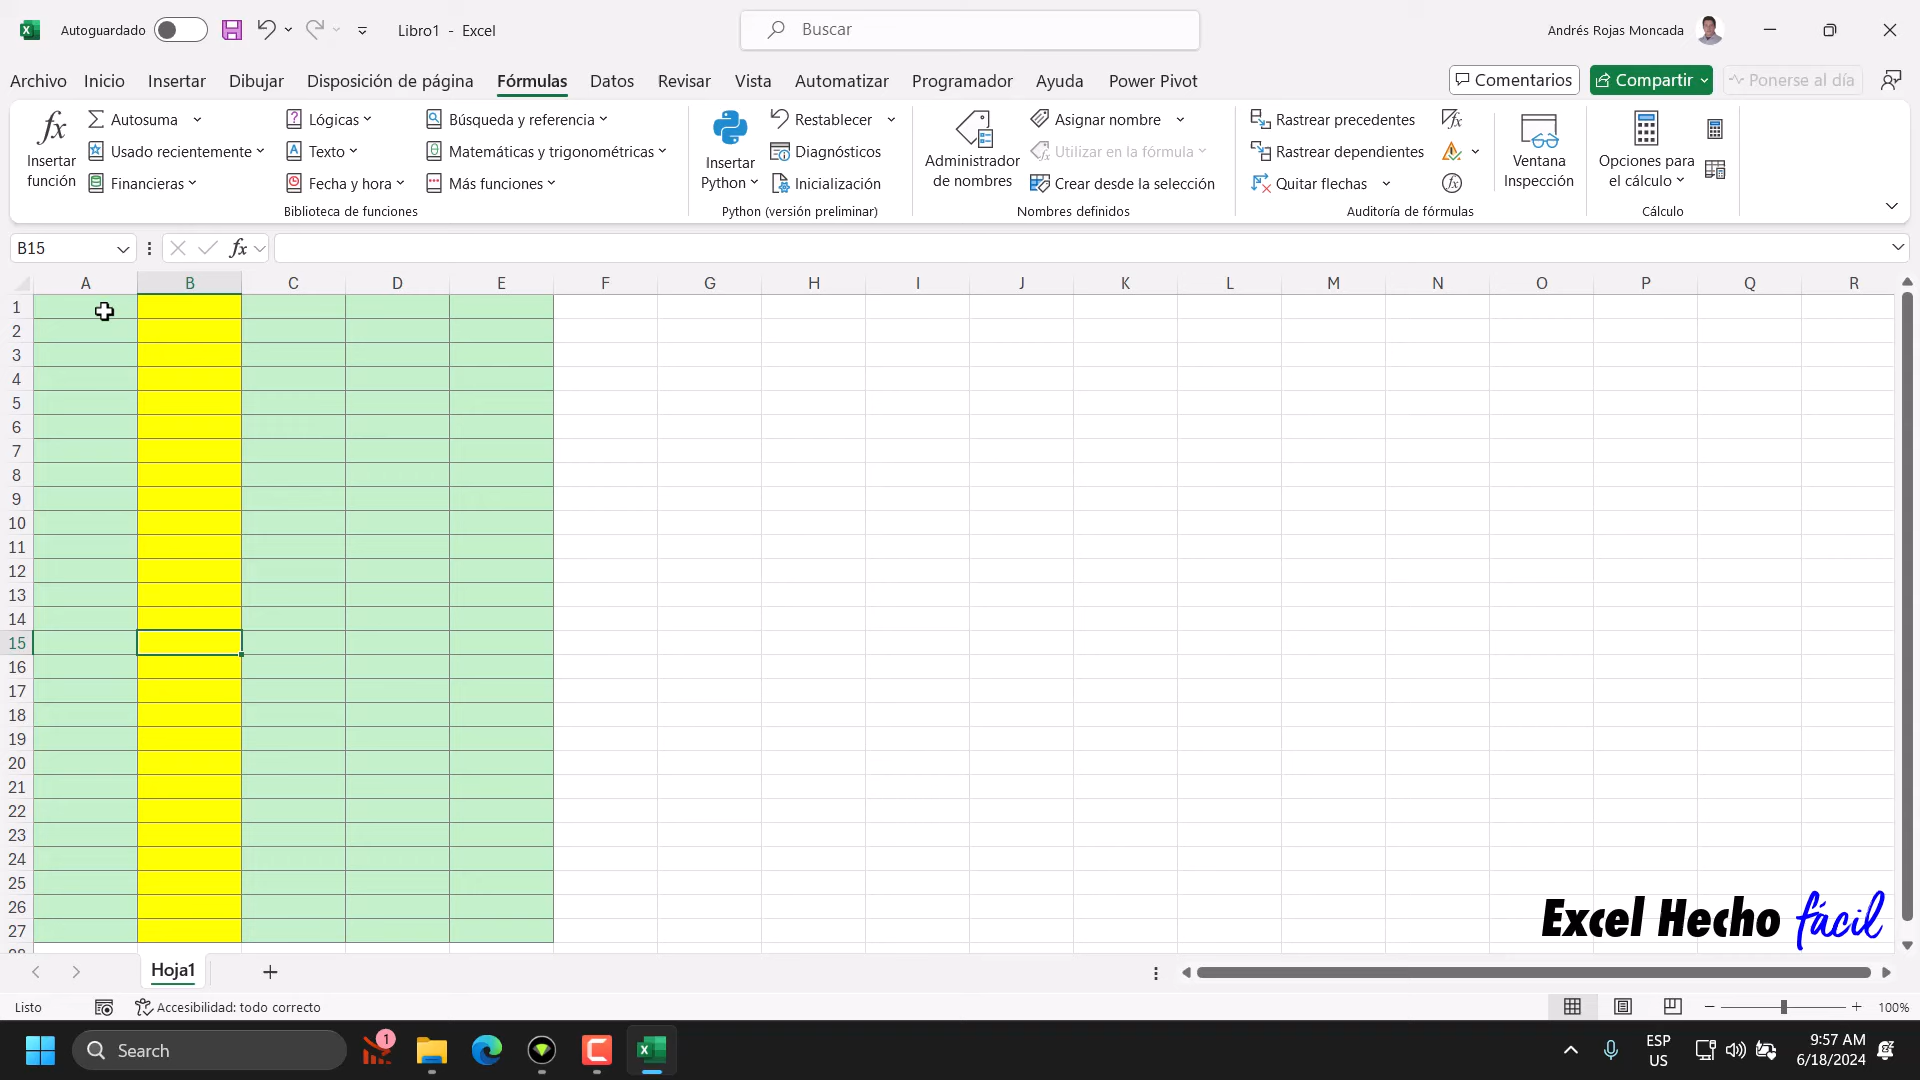 Autoguardado
Libro1 - Excel
Buscar
Andrés Rojas Moncada
Archivo Inicio Insertar Dibujar Disposición de página Fórmulas Datos Revisar Vista Automatizar Programador Ayuda Power Pivot
Comentarios Compartir Ponerse al día
fx Insertar función
Autosuma
Usado recientemente
Financieras
Lógicas
Texto
Fecha y hora
Búsqueda y referencia
Matemáticas y trigonométricas
Más funciones
Biblioteca de funciones
Insertar Python
Restablecer
Diagnósticos
Inicialización
Python (versión preliminar)
Administrador de nombres
Asignar nombre
Utilizar en la fórmula
Crear desde la selección
Nombres definidos
Rastrear precedentes
Rastrear dependientes
Quitar flechas
Ventana Inspección
Auditoría de fórmulas
Opciones para el cálculo
Cálculo
B15
fx
A B C D E F G H I J K L M N O P Q R
1
2
3
4
5
6
7
8
9
10
11
12
13
14
15
16
17
18
19
20
21
22
23
24
25
26
27
Excel Hecho fácil
Hoja1
Listo
Accesibilidad: todo correcto
100%
Search
1
ESP
US
9:57 AM
6/18/2024